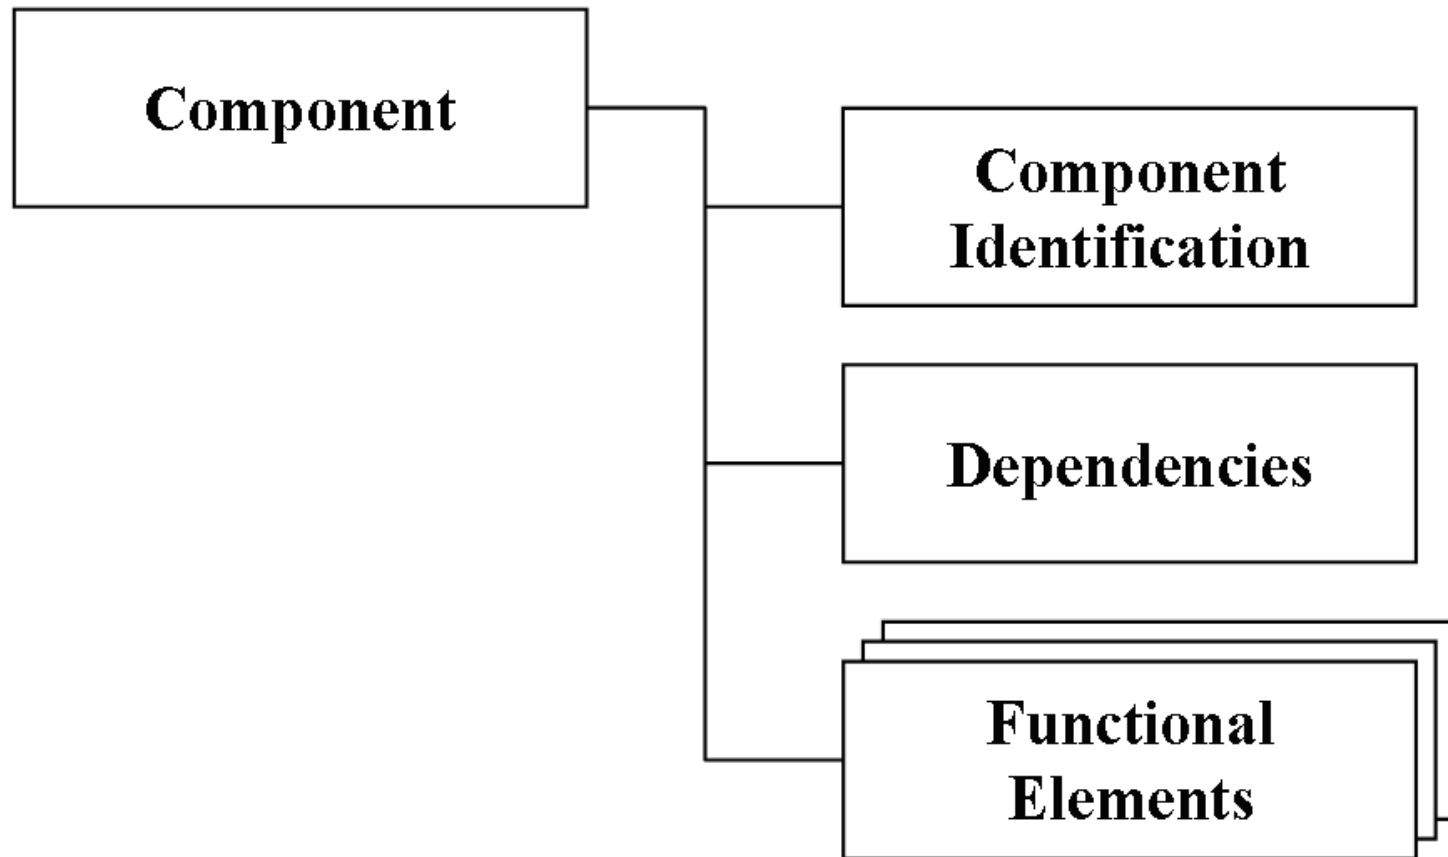 Component
Component
Identification
Dependencies
Functional
Elements